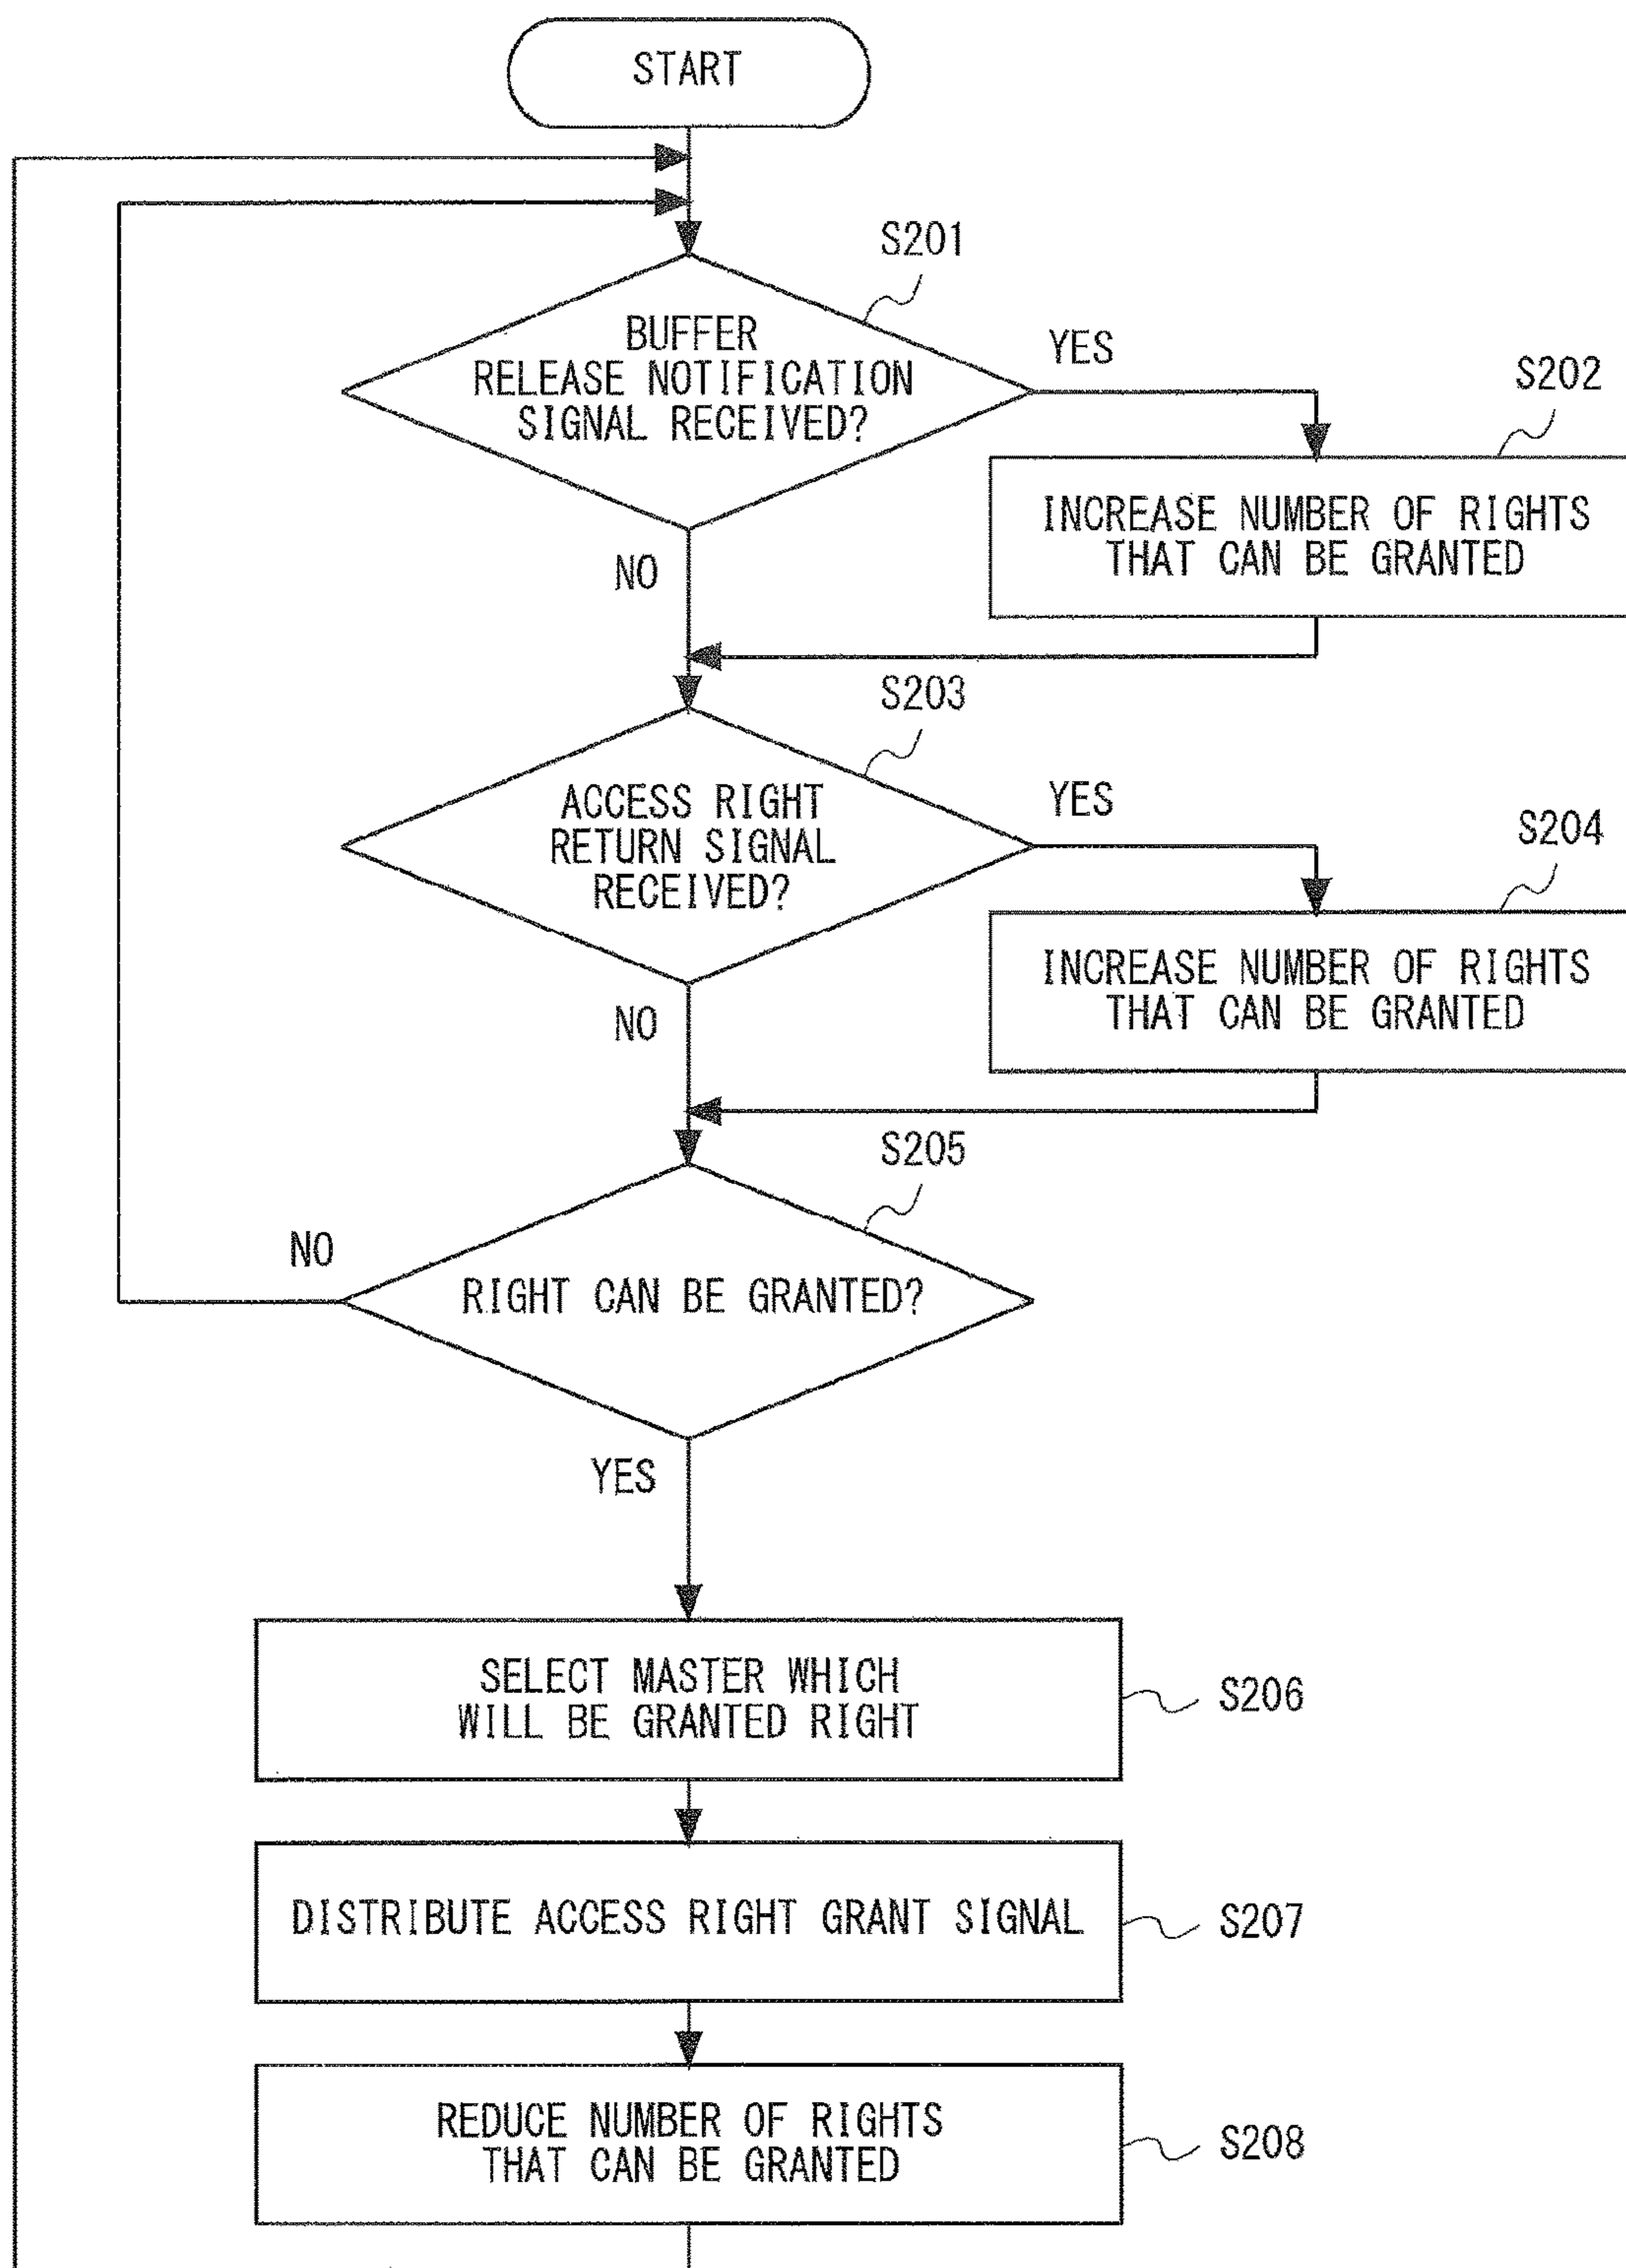 START
S201
BUFFER
RELEASE NOTIFICATION
SIGNAL RECEIVED?
YES
S202
INCREASE NUMBER OF RIGHTS
THAT CAN BE GRANTED
NO
S203
ACCESS RIGHT
RETURN SIGNAL
RECEIVED?
YES
S204
INCREASE NUMBER OF RIGHTS
THAT CAN BE GRANTED
NO
S205
RIGHT CAN BE GRANTED?
NO
YES
SELECT MASTER WHICH
WILL BE GRANTED RIGHT
S206
DISTRIBUTE ACCESS RIGHT GRANT SIGNAL
S207
REDUCE NUMBER OF RIGHTS
THAT CAN BE GRANTED
S208